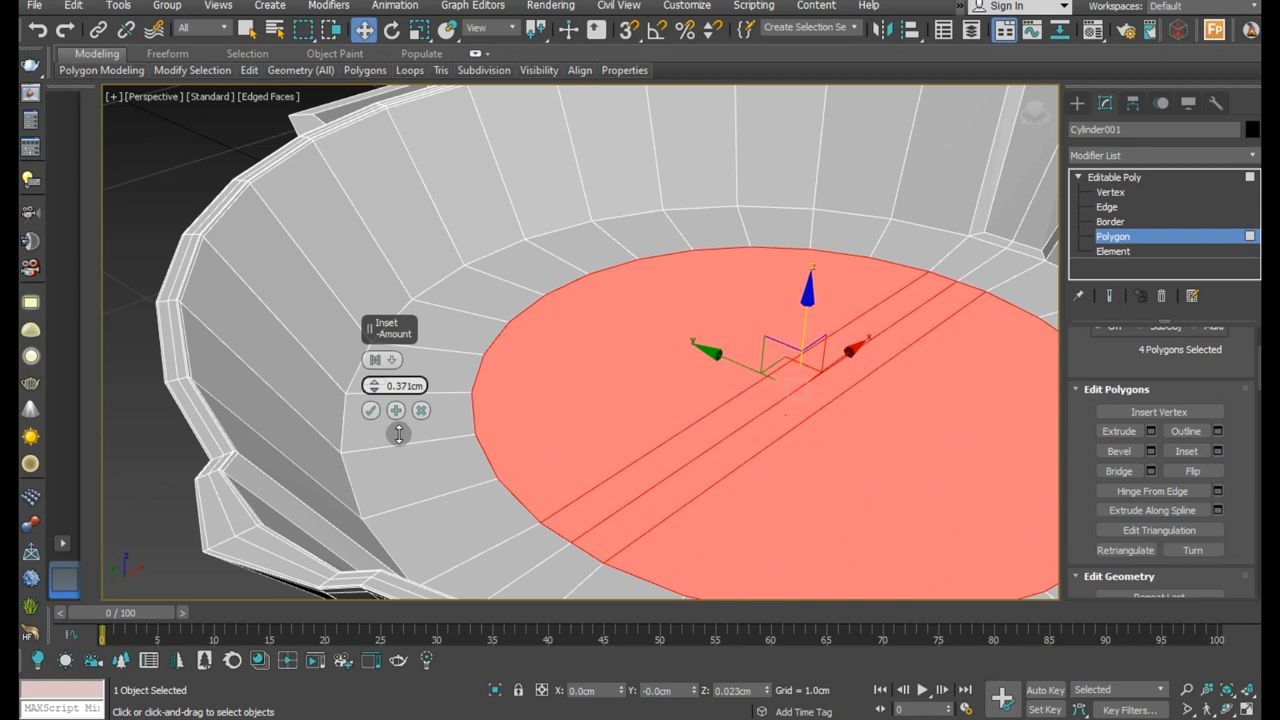 File Edit Tools Group Views Create Modifiers Animation Graph Editors Rendering Civil View Customize Scripting Content Help » Sign In Workspaces: Default
All View Create Selection Se
Modeling Freeform Selection Object Paint Populate
Polygon Modeling Modify Selection Edit Geometry (All) Polygons Loops Tris Subdivision Visibility Align Properties
[+] [Perspective] [Standard] [Edged Faces]
Cylinder001
Modifier List
Editable Poly
Vertex
Edge
Border
Polygon
Element
4 Polygons Selected
Edit Polygons
Insert Vertex
Extrude Outline
Bevel Inset
Bridge Flip
Hinge From Edge
Extrude Along Spline
Edit Triangulation
Retriangulate Turn
Edit Geometry
Inset
-Amount
0.371cm
z
y
x
z
< 0 / 100 >
0 5 10 15 20 25 30 35 40 45 50 55 60 65 70 75 80 85 90 95 100
HF
1 Object Selected X: 0.0cm Y: -0.0cm Z: 0.023cm Grid = 1.0cm Auto Key Selected
MAXScript Mi Click or click-and-drag to select objects Add Time Tag 0 Set Key Key Filters...